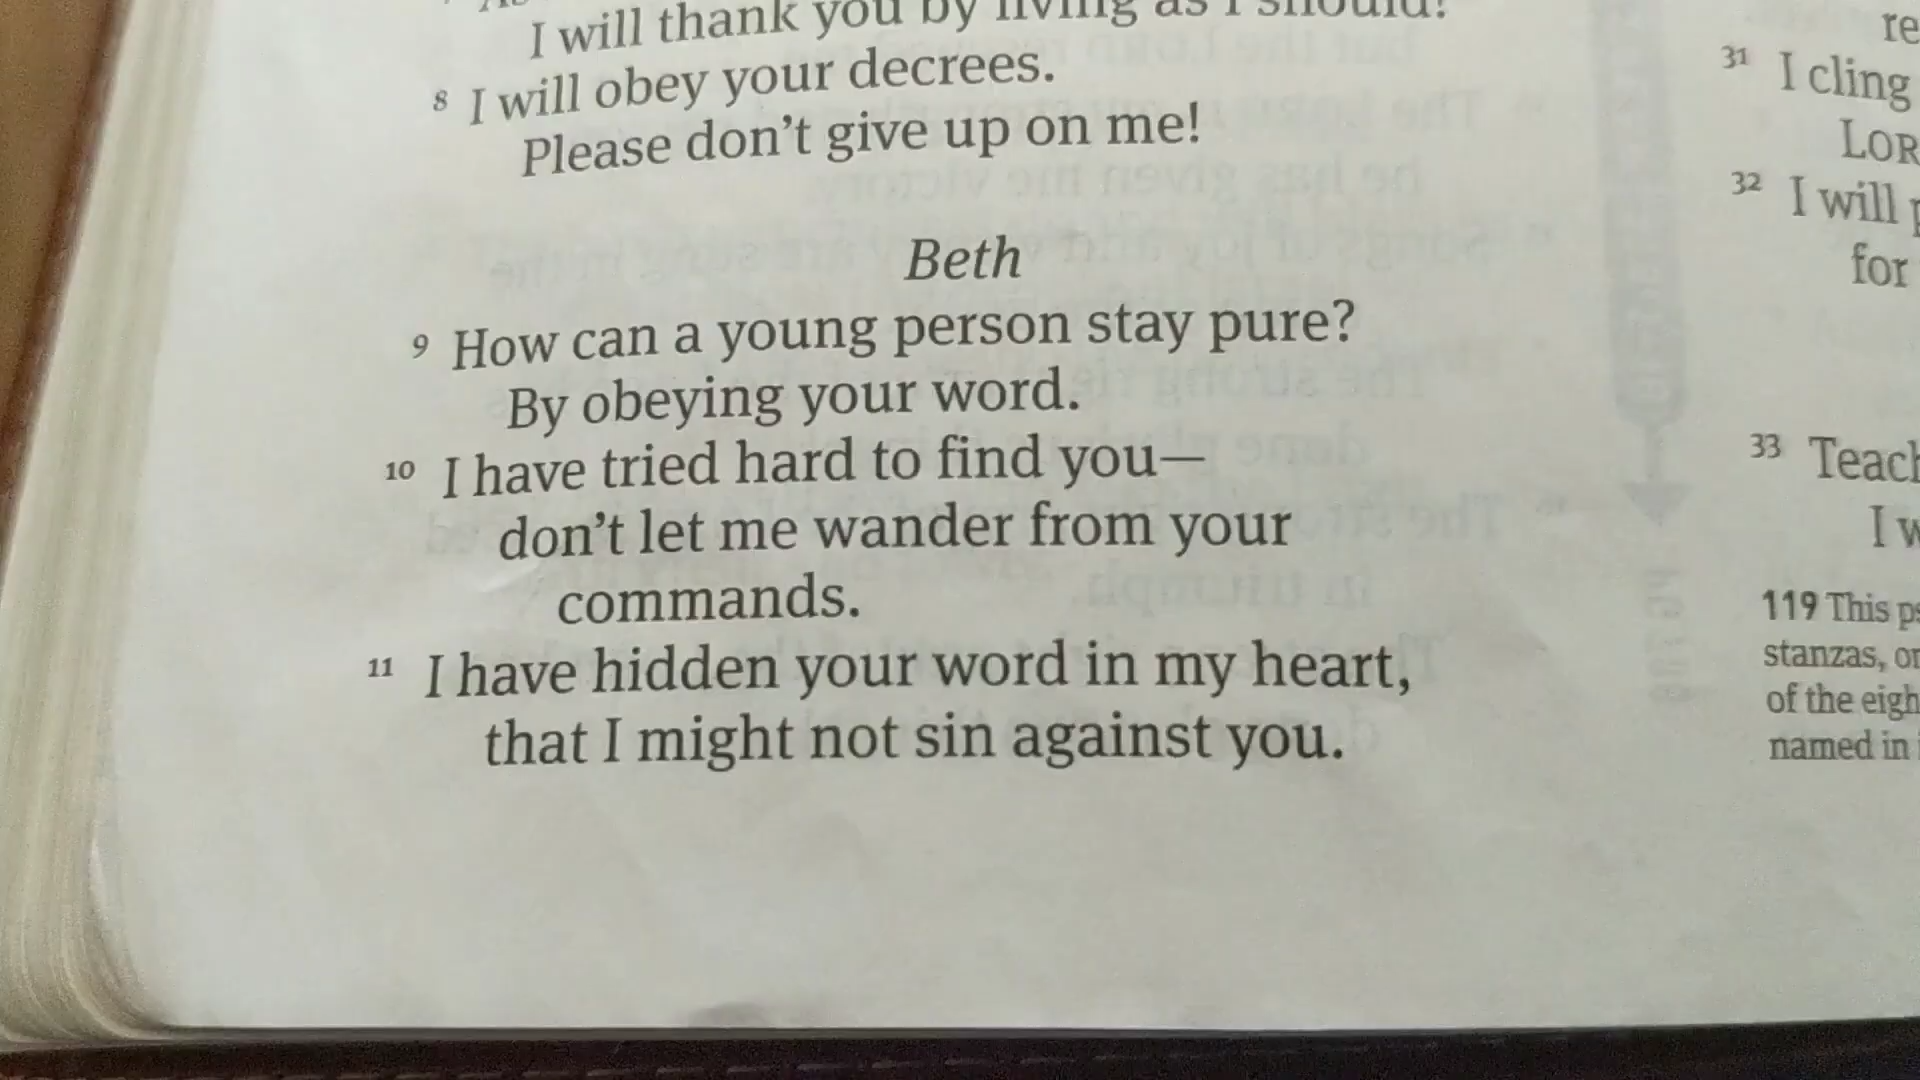 I will thank you by living as I should!
8 I will obey your decrees.
Please don't give up on me!
Beth
9 How can a young person stay pure?
By obeying your word.
10 I have tried hard to find you—
don't let me wander from your
commands.
11 I have hidden your word in my heart,
that I might not sin against you.
re
31 I cling
LOR
32 I will p
for
33 Teach
I w
119 This ps
stanzas, or
of the eigh
named in